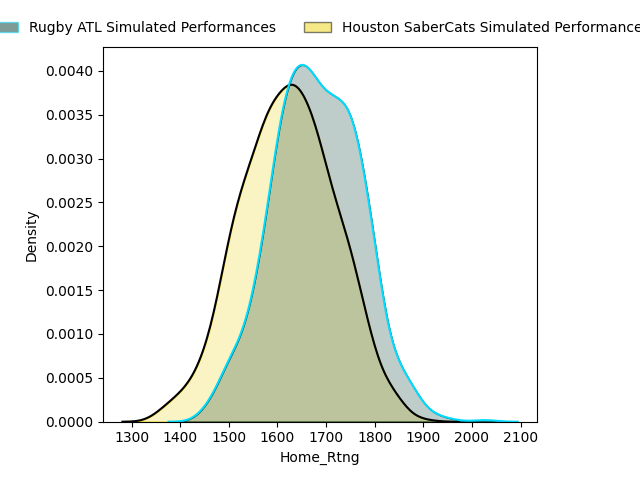 Rugby ATL Simulated Performances Houston SaberCats Simulated Performance
0.0040
0.0035
0.0030
0.0025
0.0020
0.0015
0.0010
0.0005
0.0000
Density
1300 1400 1500 1600 1700 1800 1900 2000 2100
Home_Rtng